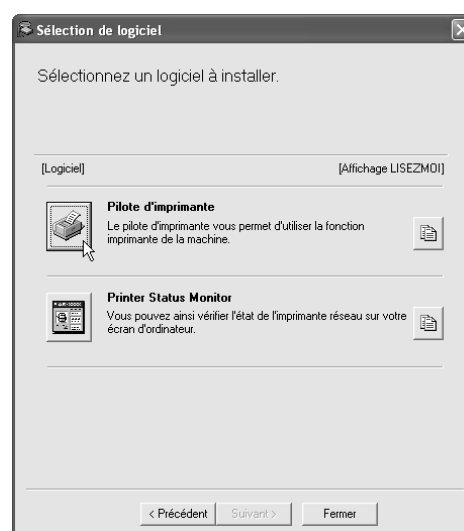 Sélection de logiciel
Sélectionnez un logiciel à installer.
[Logiciel] [Affichage LISEZMOI]
Pilote d'imprimante
Le pilote d'imprimante vous permet d'utiliser la fonction
imprimante de la machine.
Printer Status Monitor
Vous pouvez ainsi vérifier l'état de l'imprimante réseau sur votre
écran d'ordinateur.
< Précédent Suivant > Fermer